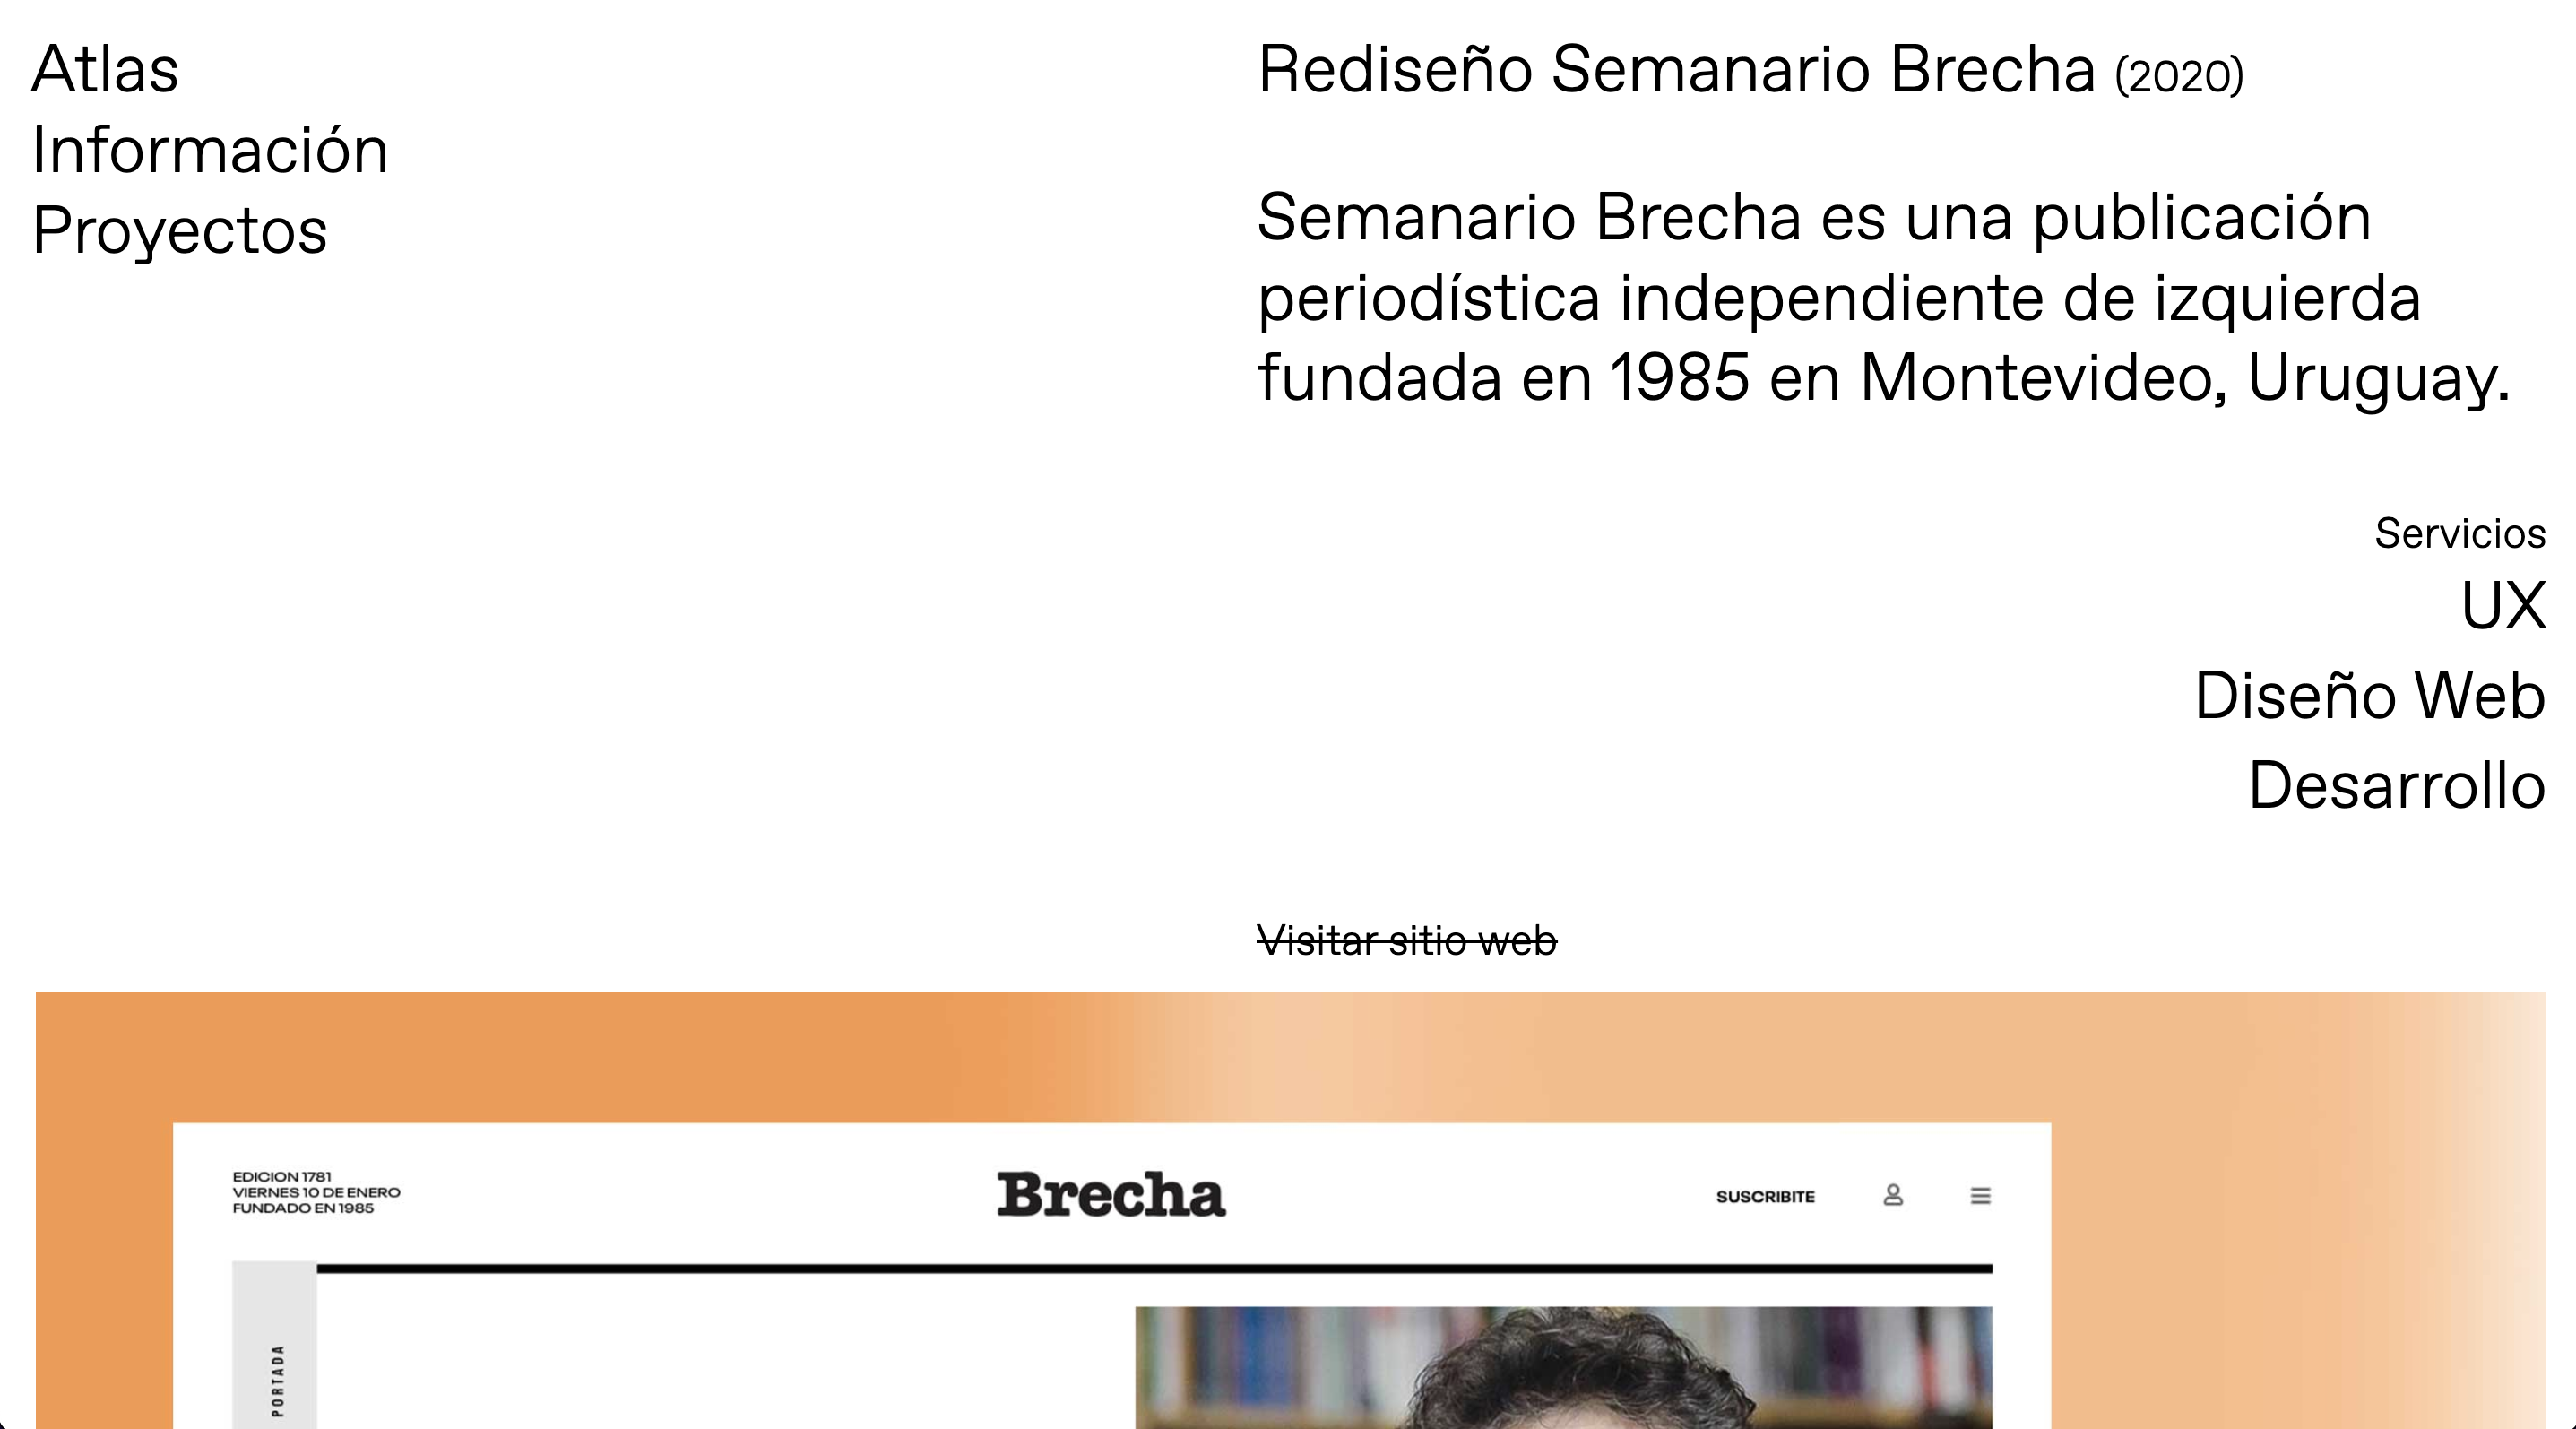 Atlas
Información
Proyectos
Rediseño Semanario Brecha (2020)
Semanario Brecha es una publicación
periodística independiente de izquierda
fundada en 1985 en Montevideo, Uruguay.
Servicios
UX
Diseño Web
Desarrollo
Visitar sitio web
EDICION 1781
VIERNES 10 DE ENERO
FUNDADO EN 1985
Brecha
SUSCRIBITE
PORTADA